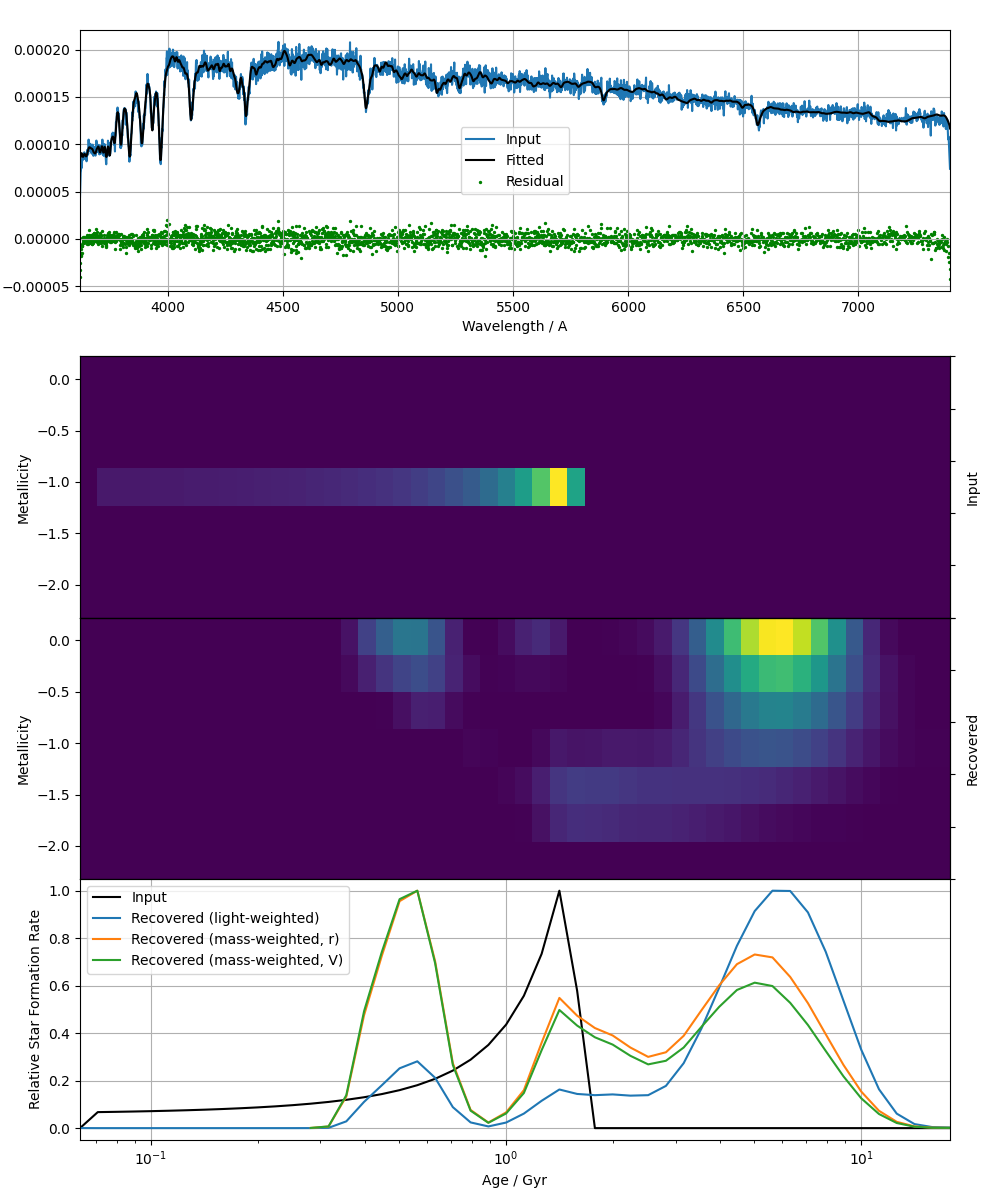 0.00020
0.00015
0.00010
0.00005
0.00000
−0.00005
Input
Fitted
Residual
4000 4500 5000 5500 6000 6500 7000
Wavelength / A
0.0
−0.5
−1.0
−1.5
−2.0
Metallicity
Input
0.0
−0.5
−1.0
−1.5
−2.0
Metallicity
Recovered
1.0
0.8
0.6
0.4
0.2
0.0
Relative Star Formation Rate
Input
Recovered (light-weighted)
Recovered (mass-weighted, r)
Recovered (mass-weighted, V)
10⁻¹ 10⁰ 10¹
Age / Gyr